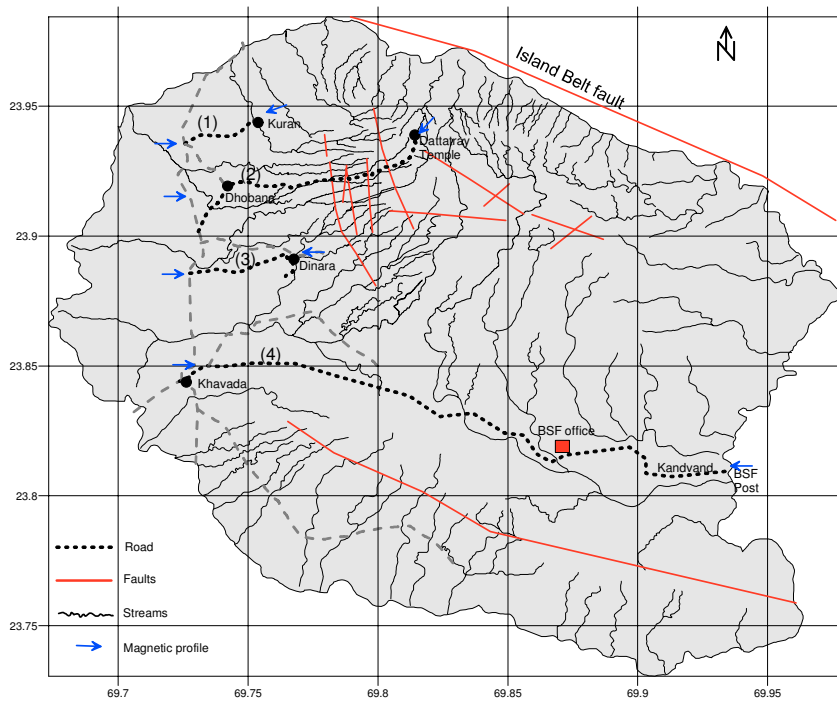 N
Island Belt fault
23.95
(1)
Kuran
Dattatray
Temple
(2)
Dhobana
23.9
(3)
Dinara
23.85
(4)
Khavada
BSF office
Kandvand
BSF
Post
23.8
Road
Faults
Streams
23.75
Magnetic profile
69.7
69.75
69.8
69.85
69.9
69.95